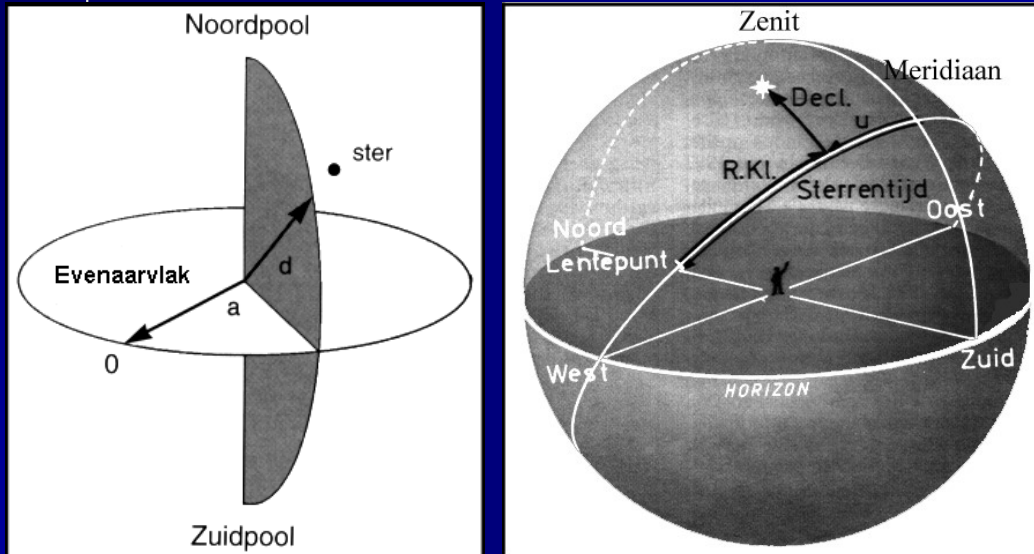 Noordpool
ster
d
Evenaarvlak
a
0
Zuidpool
Zenit
Meridiaan
Decl.
u
R.Kl.
Sterrentijd
Oost
Noord
Lentepunt
Zuid
West
HORIZON